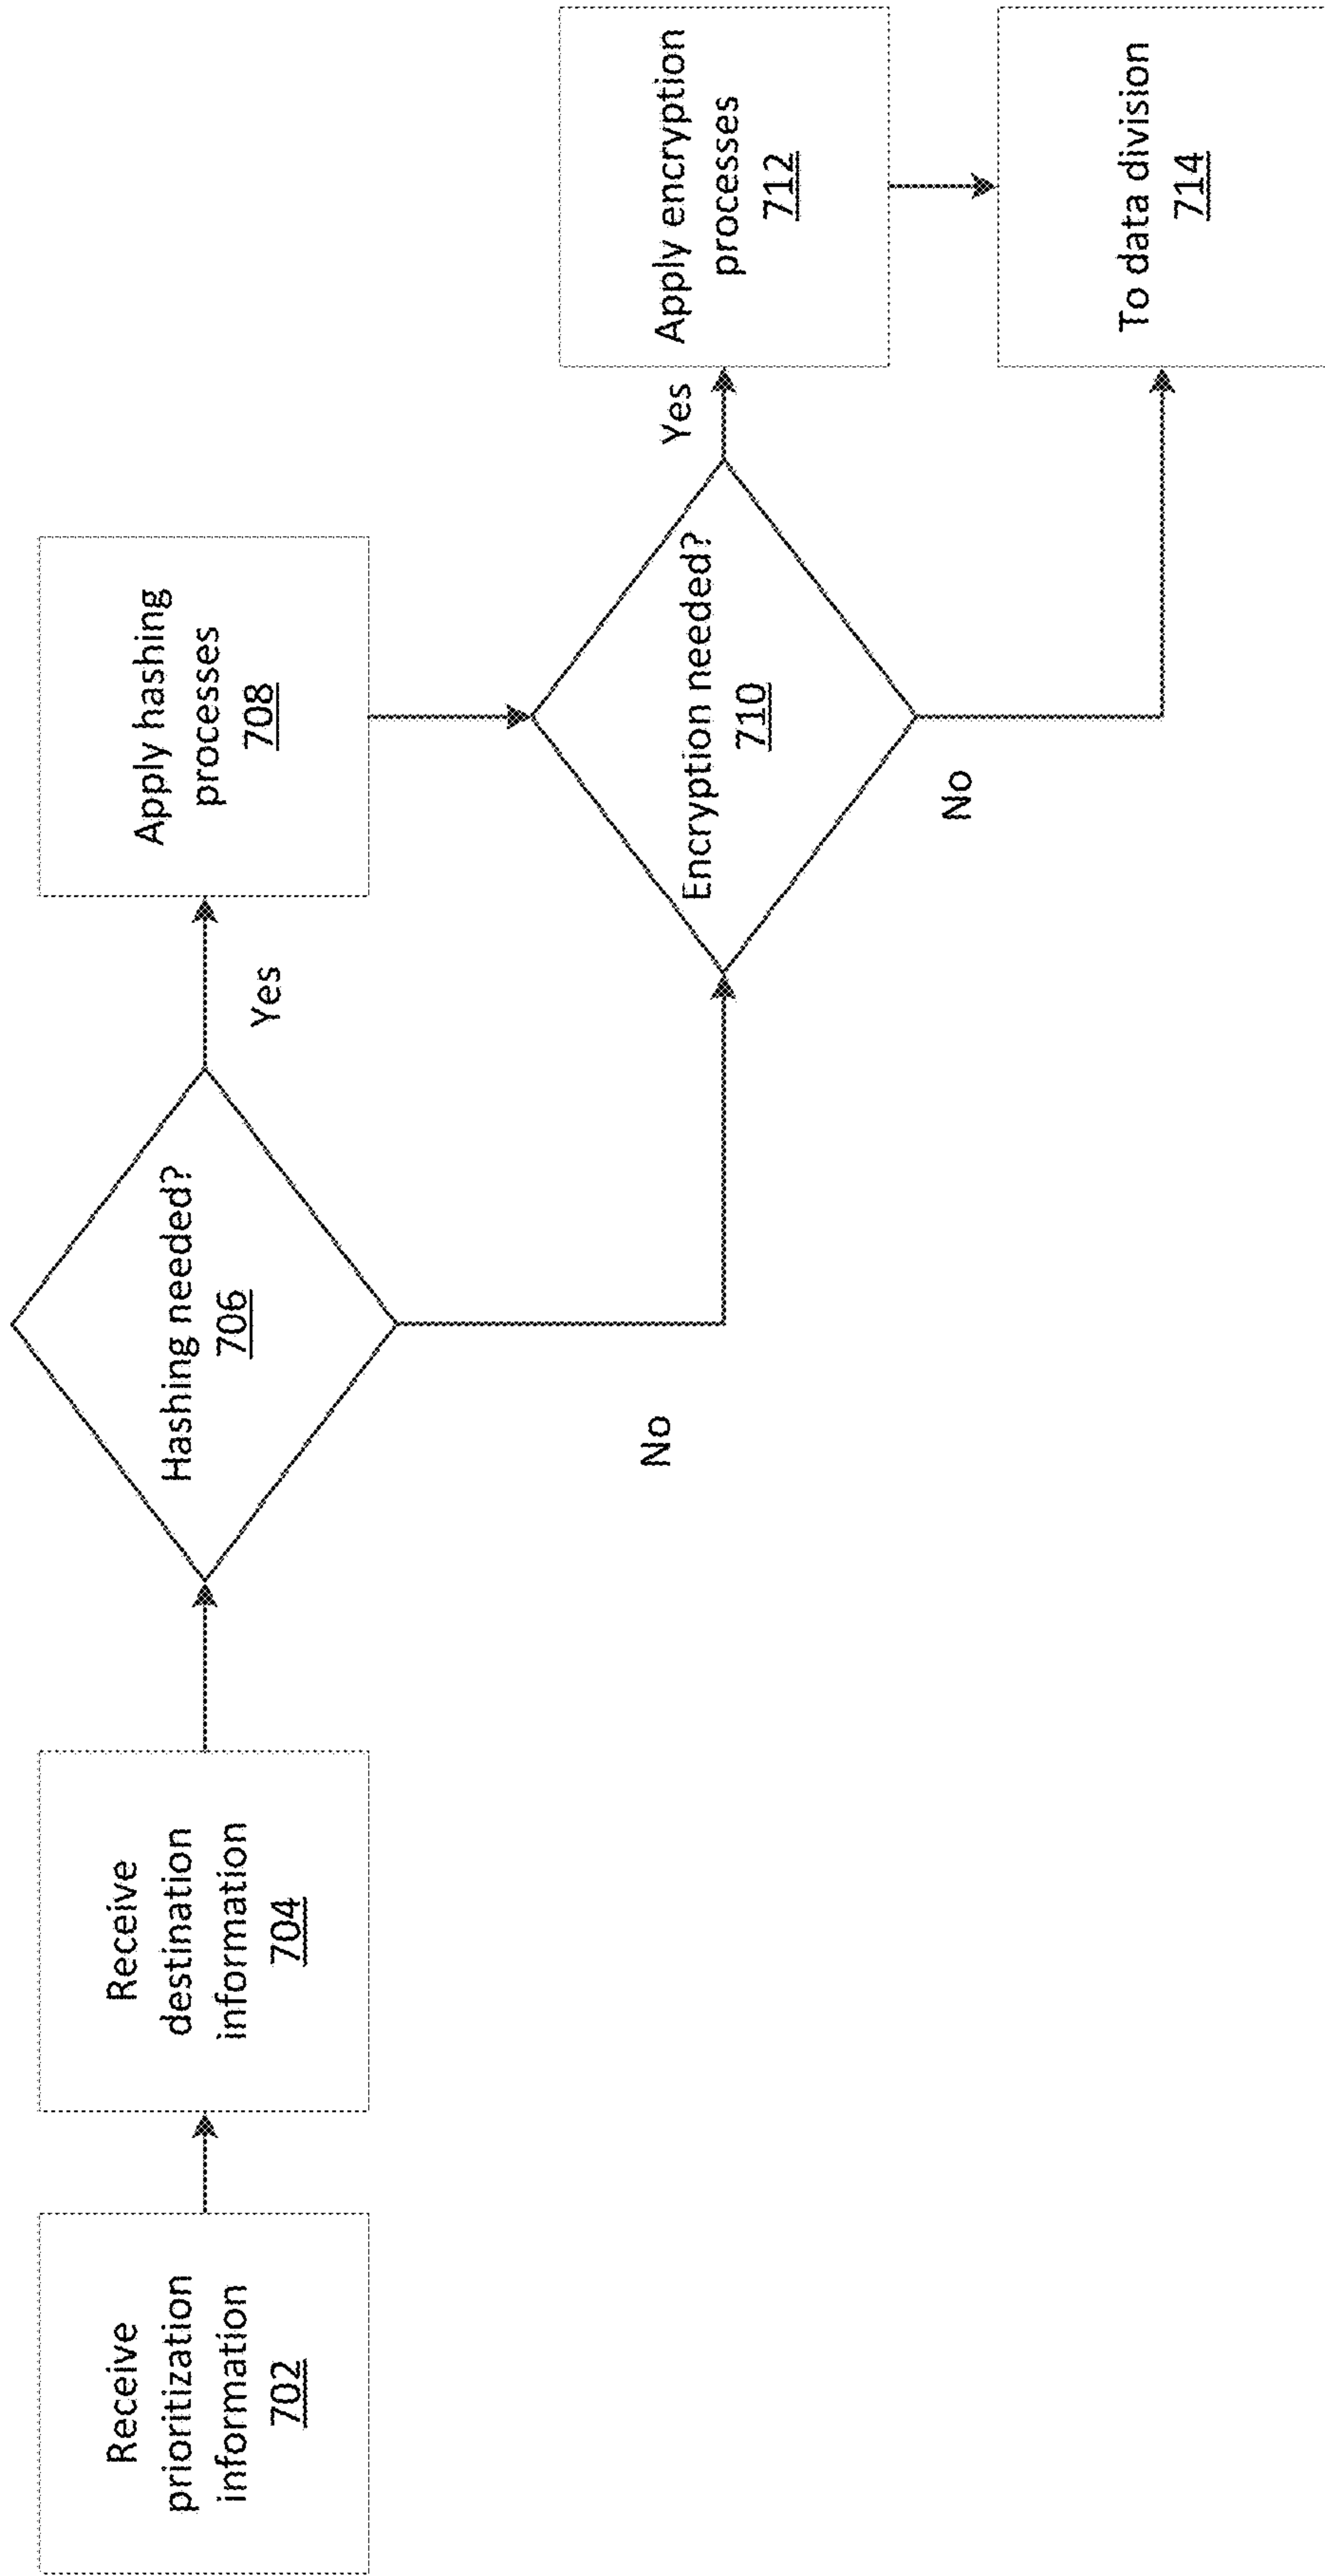 Receive
prioritization
information
702
Receive
destination
information
704
Hashing needed?
706
Yes
No
Apply hashing
processes
708
Encryption needed?
710
Yes
No
Apply encryption
processes
712
To data division
714